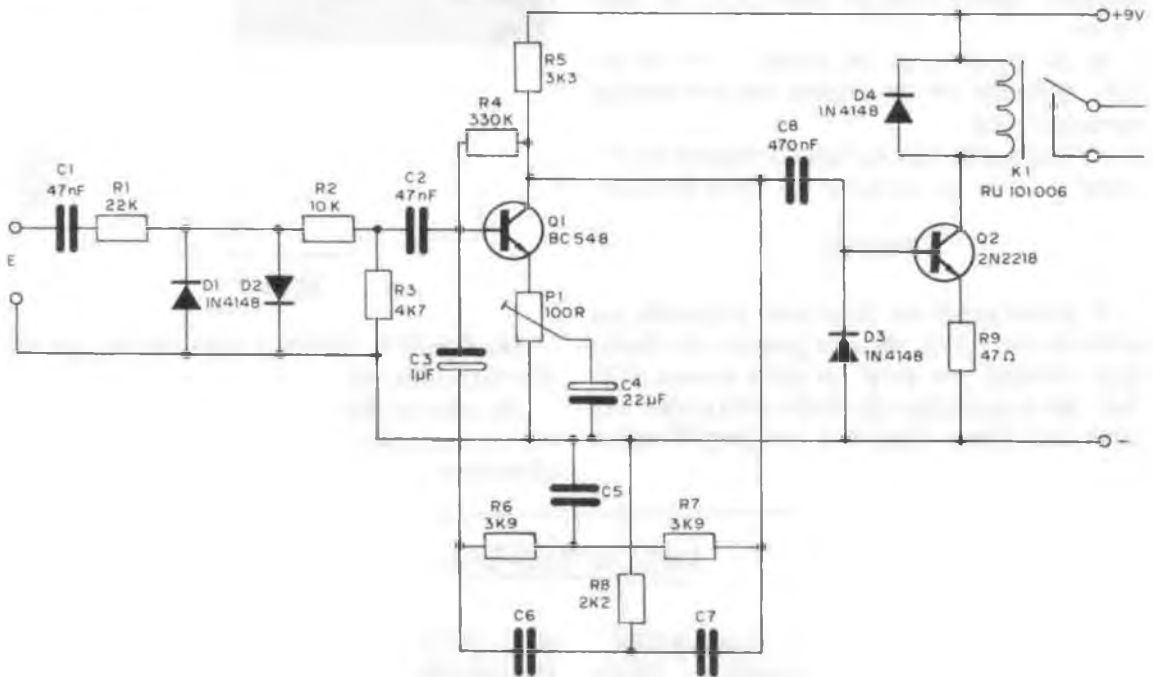 +9V
R5
3K3
R4
330K
D4
1N4148
C8
470nF
K1
RU 101006
C1
47nF
R1
22K
R2
10K
C2
47nF
Q1
BC548
Q2
2N2218
E
D1
1N4148
D2
R3
4K7
P1
100R
C3
1µF
C4
22µF
D3
1N4148
R9
47Ω
–
C5
R6
3K9
R7
3K9
R8
2K2
C6
C7